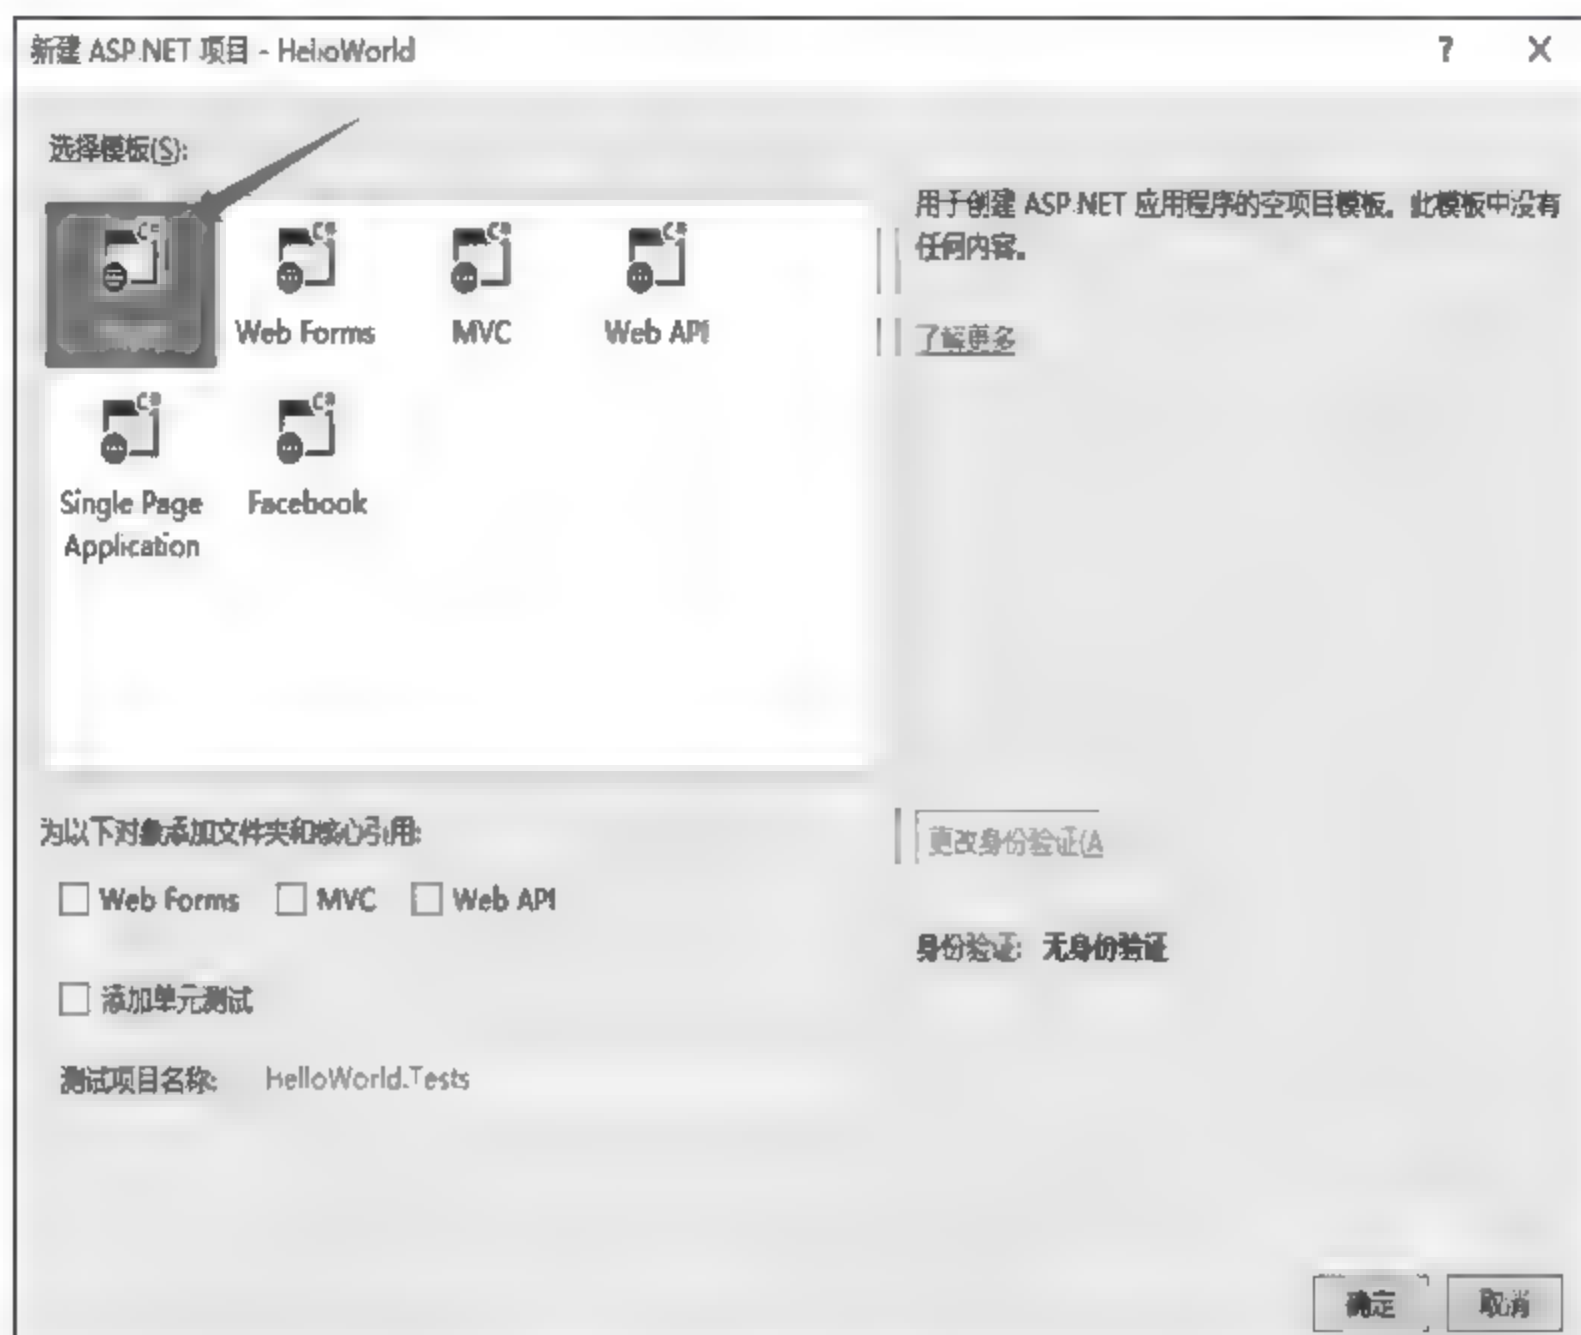 新建 ASP.NET 项目 - HelloWorld
? X
选择模板(S):
C#
C# C# C#
Web Forms MVC Web API
C# C#
Single Page Application Facebook
用于创建 ASP.NET 应用程序的空项目模板。此模板中没有
任何内容。
了解更多
为以下对象添加文件夹和核心引用:
Web Forms MVC Web API
添加单元测试
测试项目名称: HelloWorld.Tests
更改身份验证(A
身份验证: 无身份验证
确定 取消